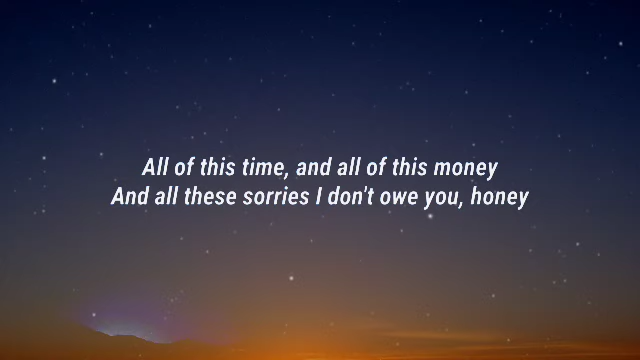 All of this time, and all of this money
And all these sorries I don't owe you, honey